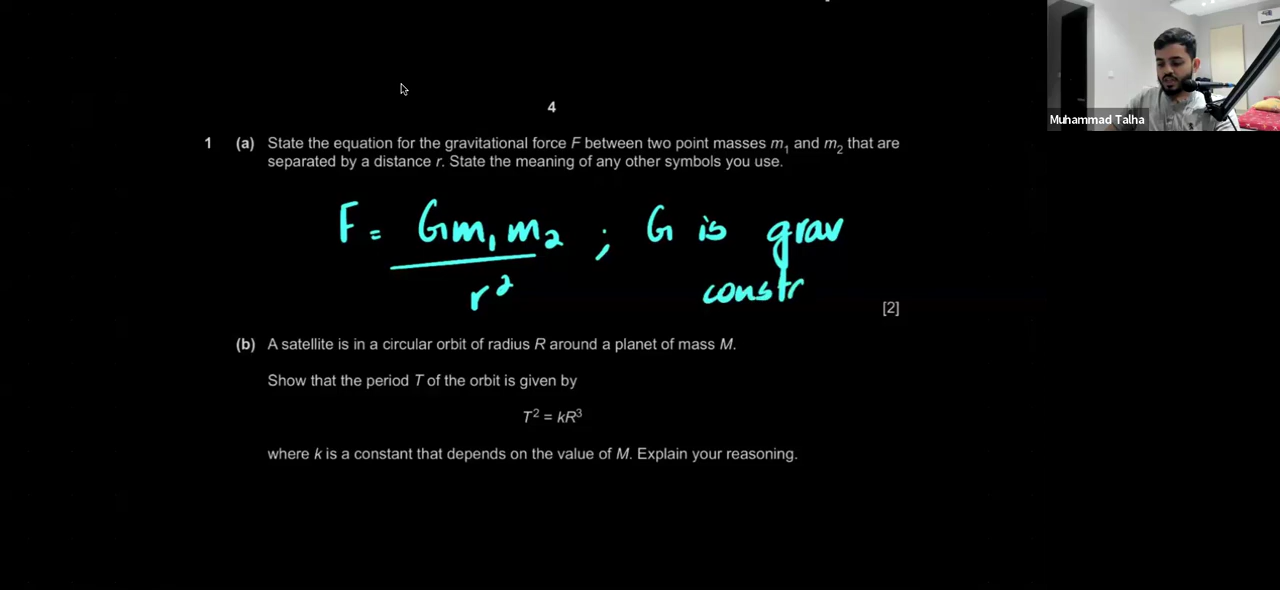 Muhammad Talha
4
1 (a) State the equation for the gravitational force F between two point masses m₁ and m₂ that are
separated by a distance r. State the meaning of any other symbols you use.
F = Gm₁m₂ ; G is grav
r² constr
[2]
(b) A satellite is in a circular orbit of radius R around a planet of mass M.
Show that the period T of the orbit is given by
T² = kR³
where k is a constant that depends on the value of M. Explain your reasoning.